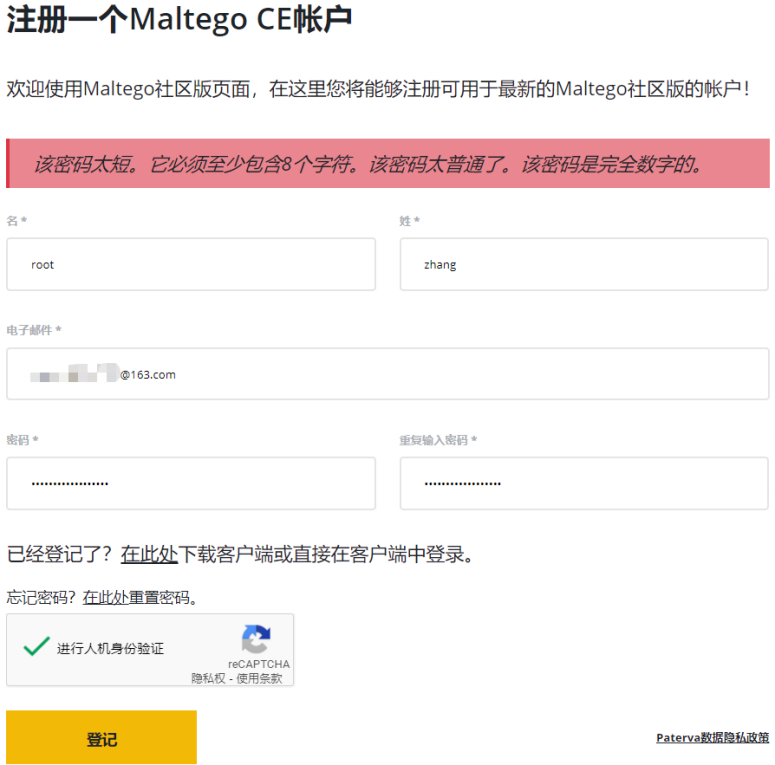 注册一个Maltego CE帐户
欢迎使用Maltego社区版页面，在这里您将能够注册可用于最新的Maltego社区版的帐户！
该密码太短。它必须至少包含8个字符。该密码太普通了。该密码是完全数字的。
名 *
姓 *
root
zhang
电子邮件 *
@163.com
密码 *
重复输入密码 *
••••••••••••••••••
••••••••••••••••••
已经登记了？在此处下载客户端或直接在客户端中登录。
忘记密码？在此处重置密码。
进行人机身份验证
reCAPTCHA
隐私权 - 使用条款
登记
Paterva数据隐私政策